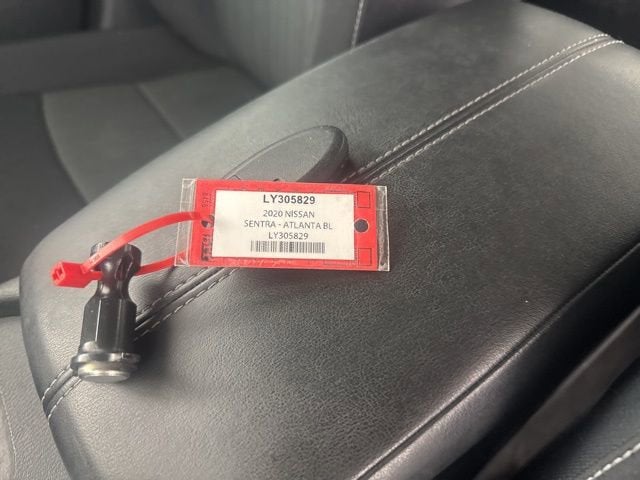 LY305829
2020 NISSAN
SENTRA - ATLANTA BL
LY305829